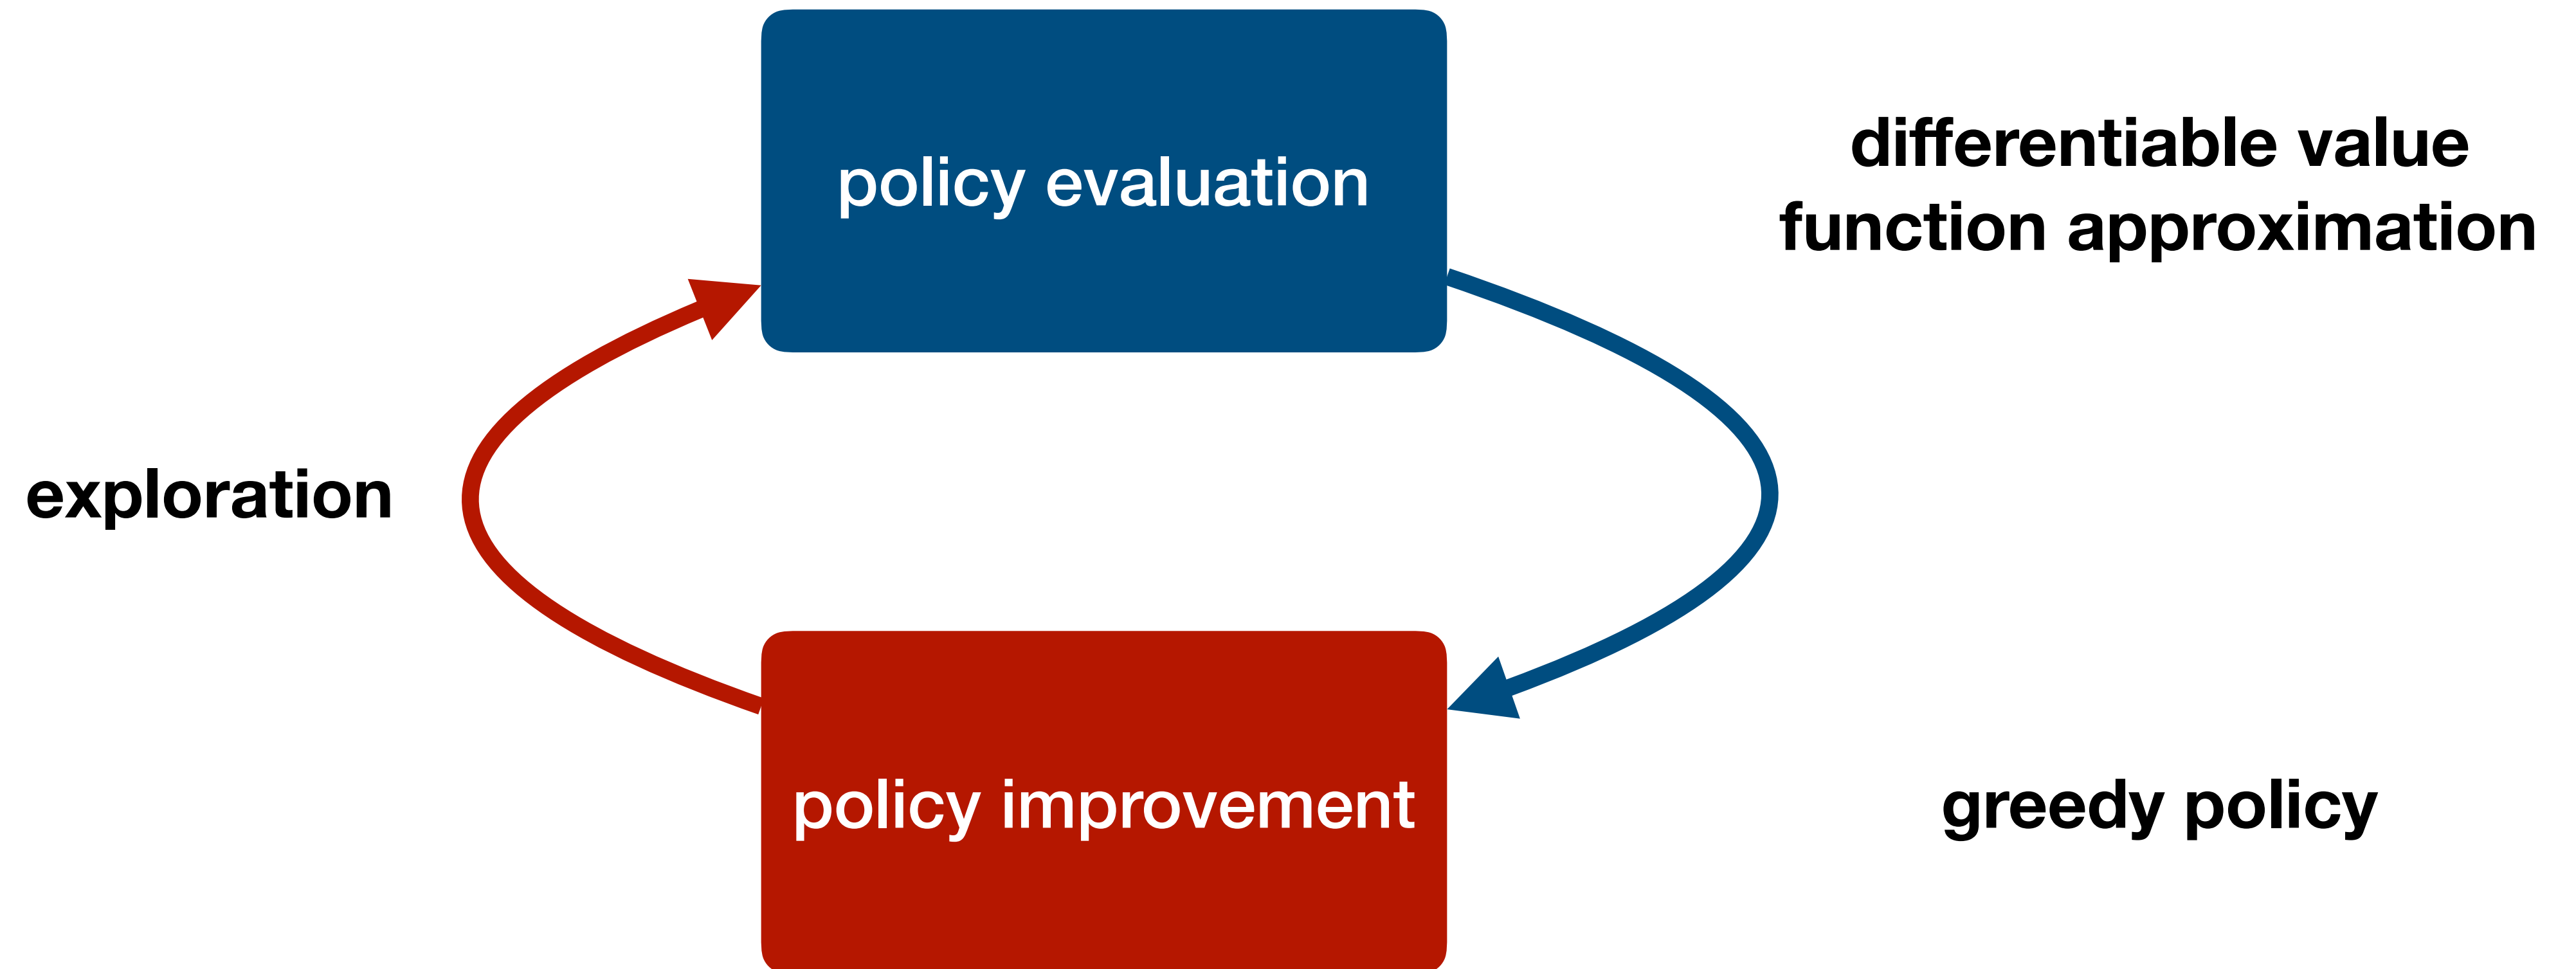 policy evaluation
differentiable value
function approximation
exploration
policy improvement
greedy policy